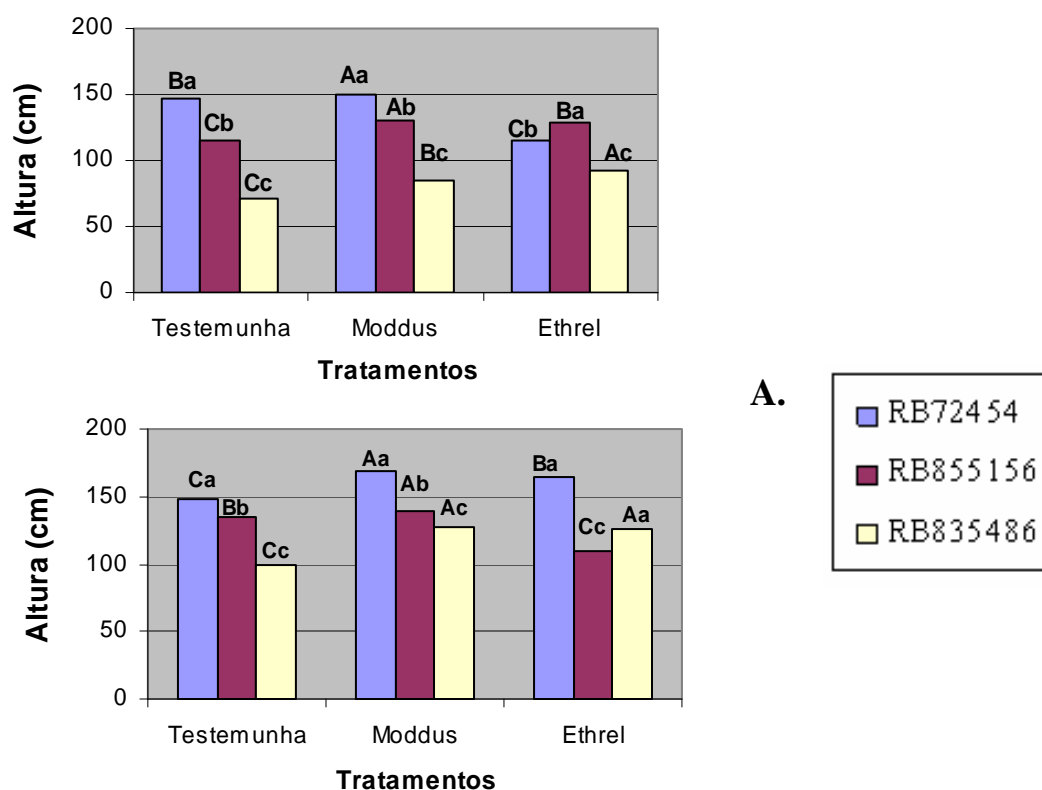 200
150
100
50
0
Altura (cm)
Ba
Cb
Cc
Aa
Ab
Bc
Cb
Ba
Ac
Testemunha Moddus Ethrel
Tratamentos
200
150
100
50
0
Altura (cm)
Ca
Bb
Cc
Aa
Ab
Ac
Ba
Cc
Aa
Testemunha Moddus Ethrel
Tratamentos
A.
RB72454
RB855156
RB835486